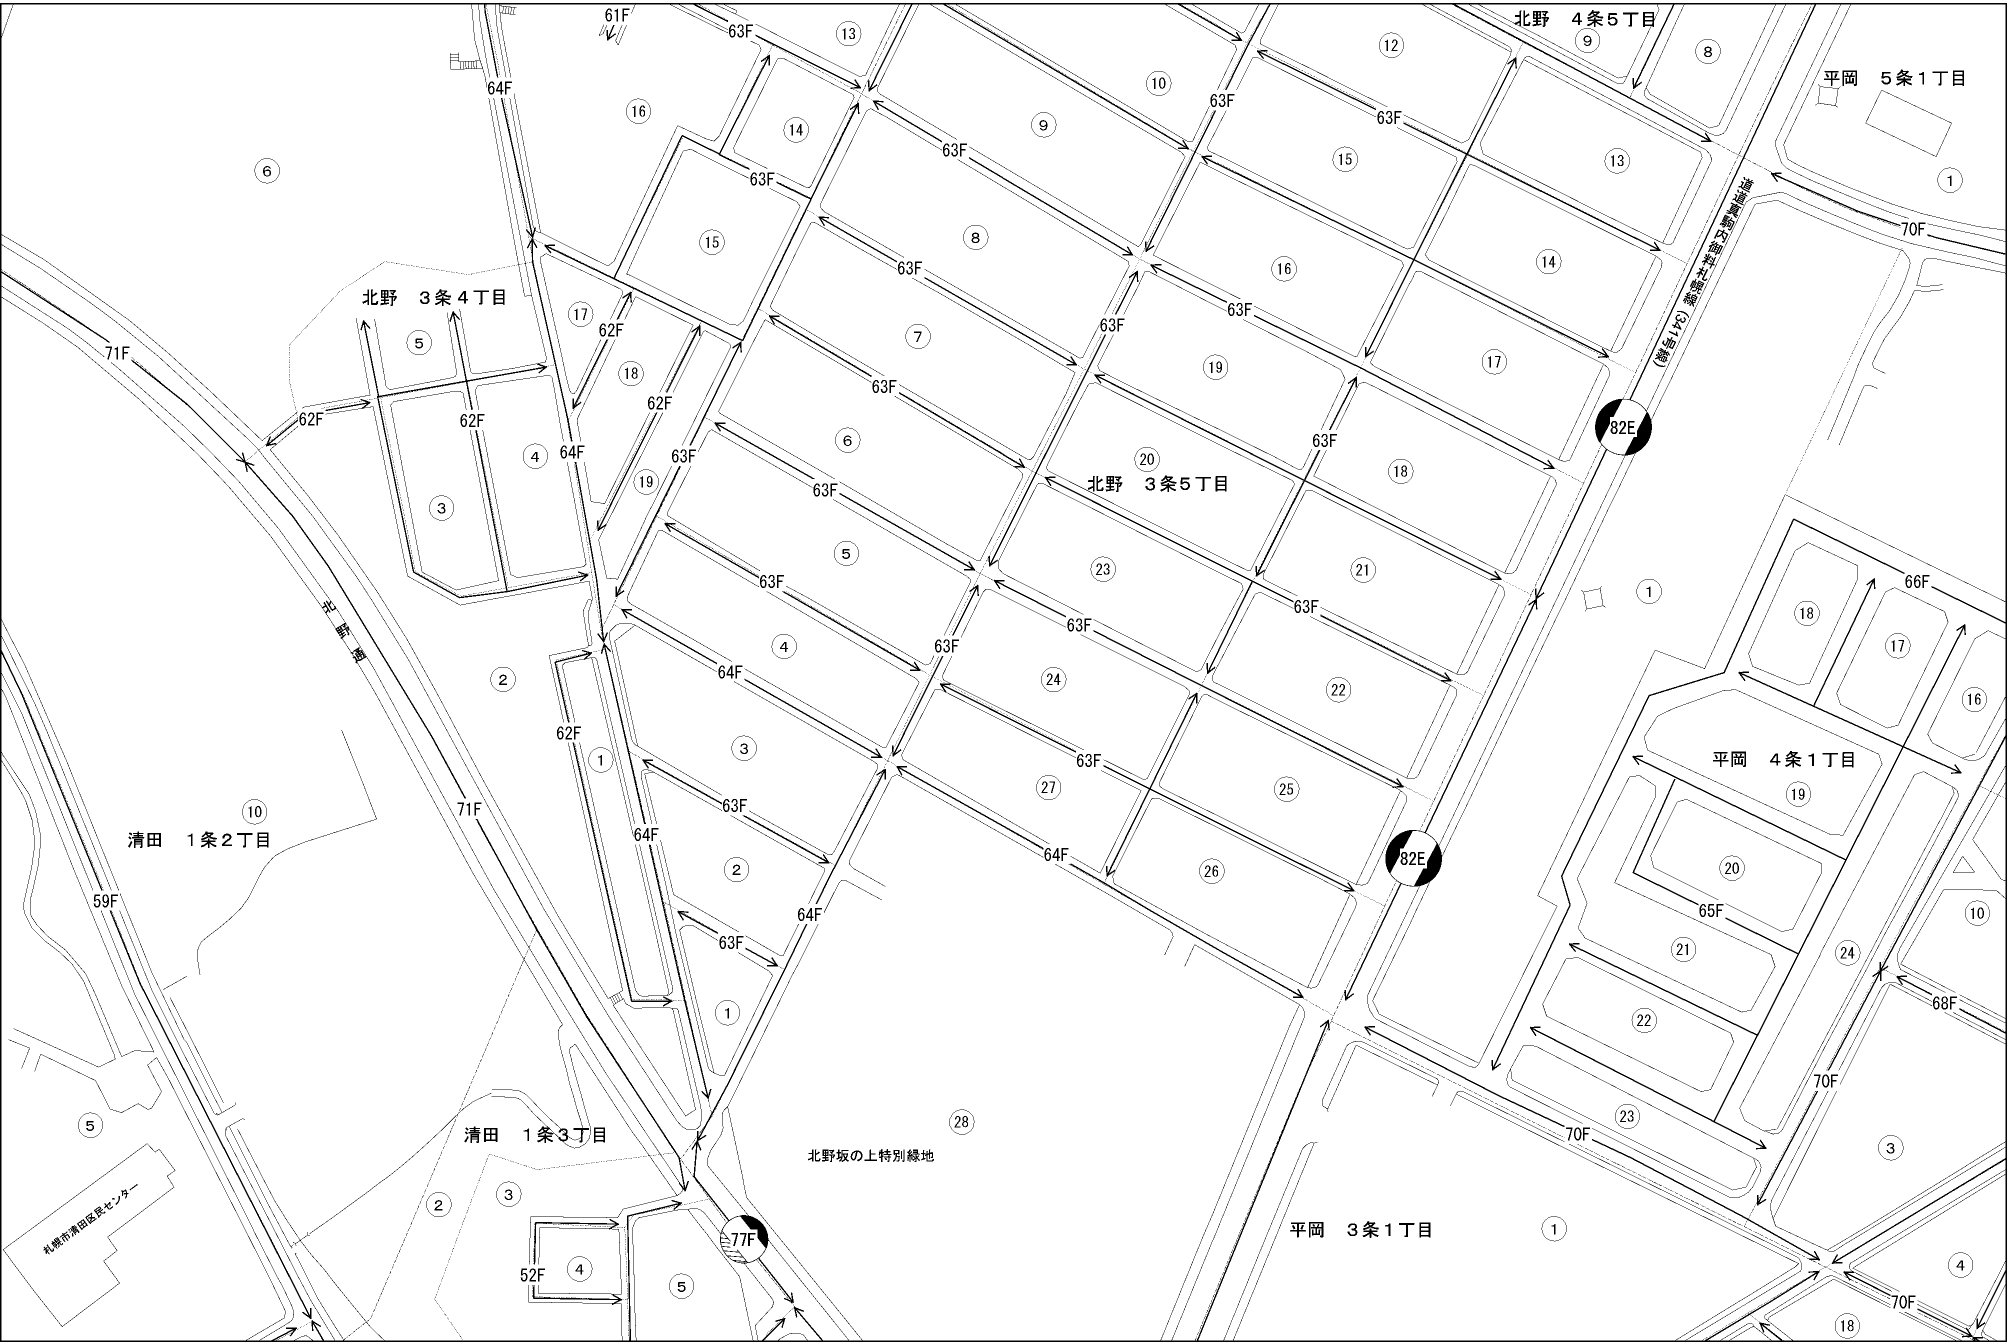 61F
63F
⑬
北野　４条５丁目
⑨
⑫
⑧
平岡　５条１丁目
64F
⑯
⑭
⑨
⑩
63F
63F
⑮
⑬
①
⑥
63F
63F
道道真駒内御料札幌線（341号線）
70F
⑮
⑧
63F
⑯
⑭
北野　３条４丁目
⑰
62F
⑤
71F
⑦
63F
63F
⑲
⑰
⑱
62F
63F
62F
62F
64F
④
③
⑲
63F
⑥
63F
⑳
北野　３条５丁目
63F
⑱
82E
⑤
63F
㉓
㉑
63F
①
66F
⑱
⑰
⑯
北野通
②
④
64F
63F
63F
㉔
㉒
62F
①
③
63F
63F
㉗
㉕
平岡　４条１丁目
⑲
71F
⑩
清田　１条２丁目
64F
②
64F
64F
㉖
82E
⑳
65F
59F
63F
①
㉑
㉔
⑩
68F
㉒
70F
⑤
清田　１条３丁目
㉘
北野坂の上特別緑地
70F
㉓
③
札幌市清田区民センター
②
③
77F
52F
④
⑤
平岡　３条１丁目
①
④
70F
⑱